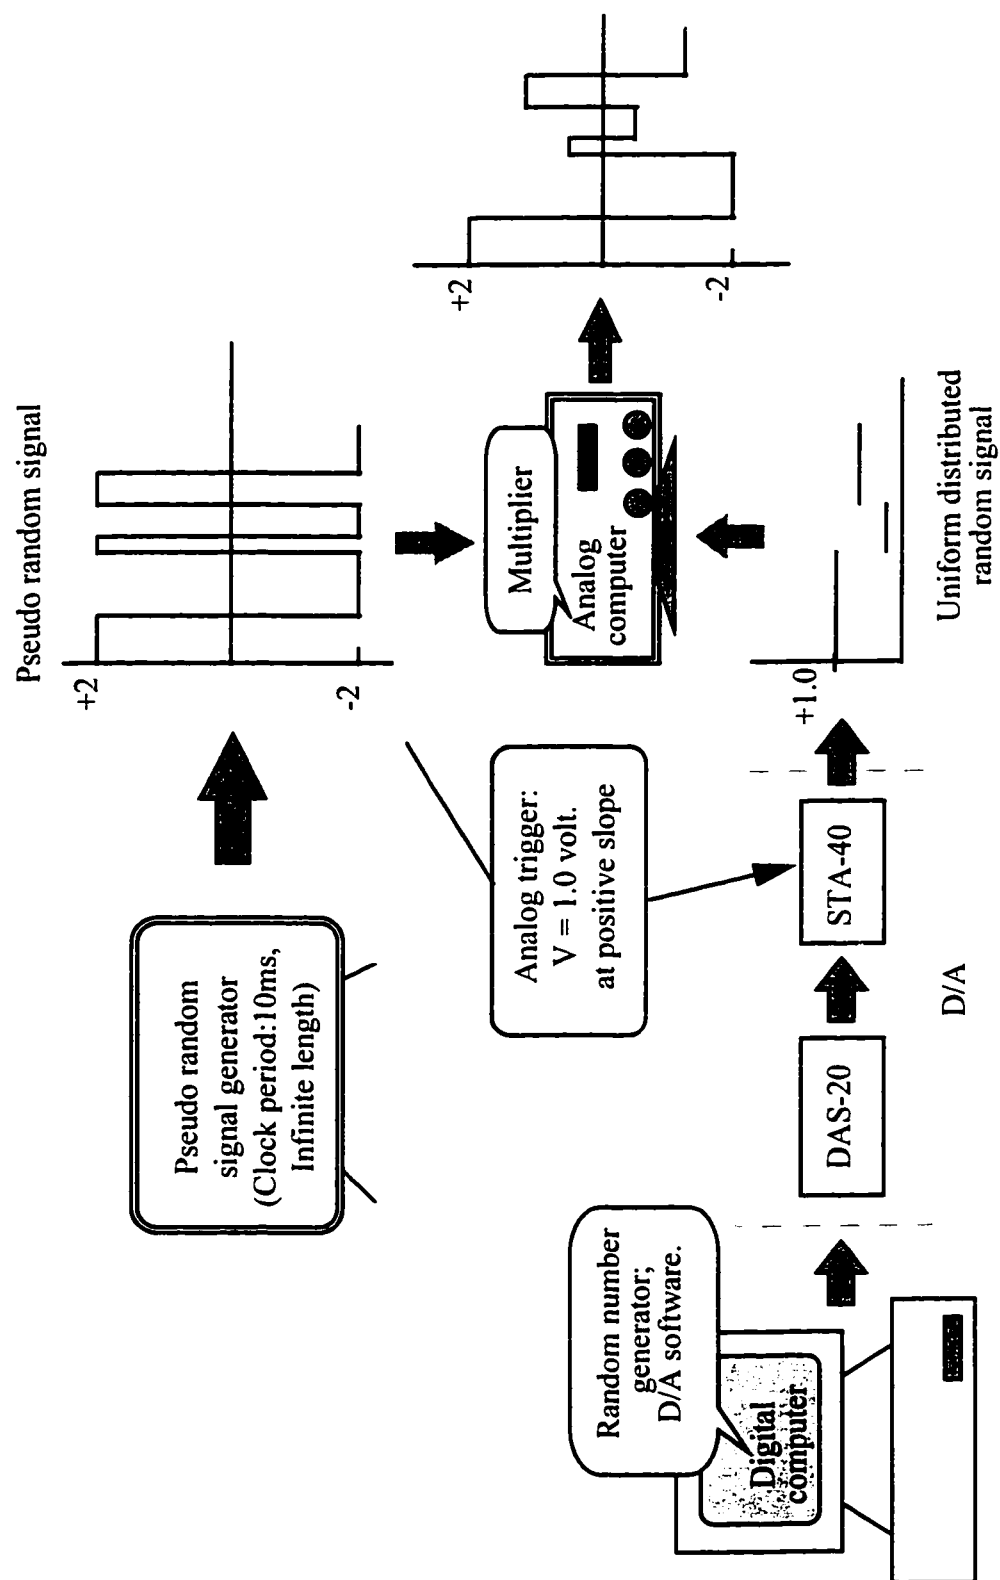 Pseudo random signal
+2
-2
Pseudo random
signal generator
(Clock period:10ms,
Infinite length)
+2
-2
Multiplier
Analog
computer
Analog trigger:
V = 1.0 volt.
at positive slope
Random number
generator;
D/A software.
Digital
computer
DAS-20
STA-40
D/A
+1.0
Uniform distributed
random signal